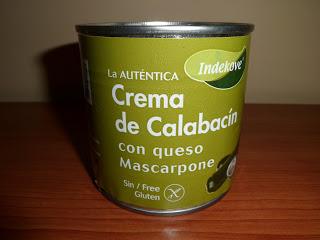 Indekove
La AUTÉNTICA
Crema
de Calabacín
con queso
Mascarpone
Sin / Free
Gluten